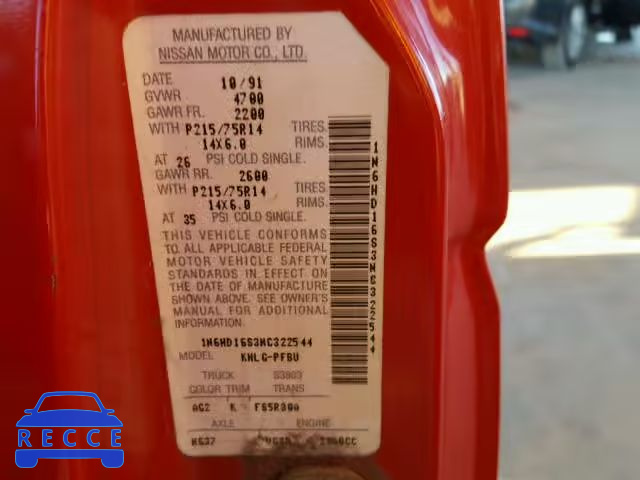 MANUFACTURED BY
NISSAN MOTOR CO., LTD.
DATE 10/91
GVWR 4700
GAWR FR. 2200
WITH P215/75R14 TIRES.
14X6.0 RIMS.
AT 26 PSI COLD SINGLE.
GAWR RR. 2600
WITH P215/75R14 TIRES
14X6.0 RIMS.
AT 35 PSI COLD SINGLE.
THIS VEHICLE CONFORMS
TO ALL APPLICABLE FEDERAL
MOTOR VEHICLE SAFETY
STANDARDS IN EFFECT ON
THE DATE OF MANUFACTURE
SHOWN ABOVE. SEE OWNER'S
MANUAL FOR ADDITIONAL
INFORMATION.
1N6HD16S3NC322544
MODEL KNLG-PFBU
TRUCK S3803
COLOR TRIM TRANS
AG2 K FS5R30A
AXLE ENGINE
1N6HD16S3NC322544
RECCE